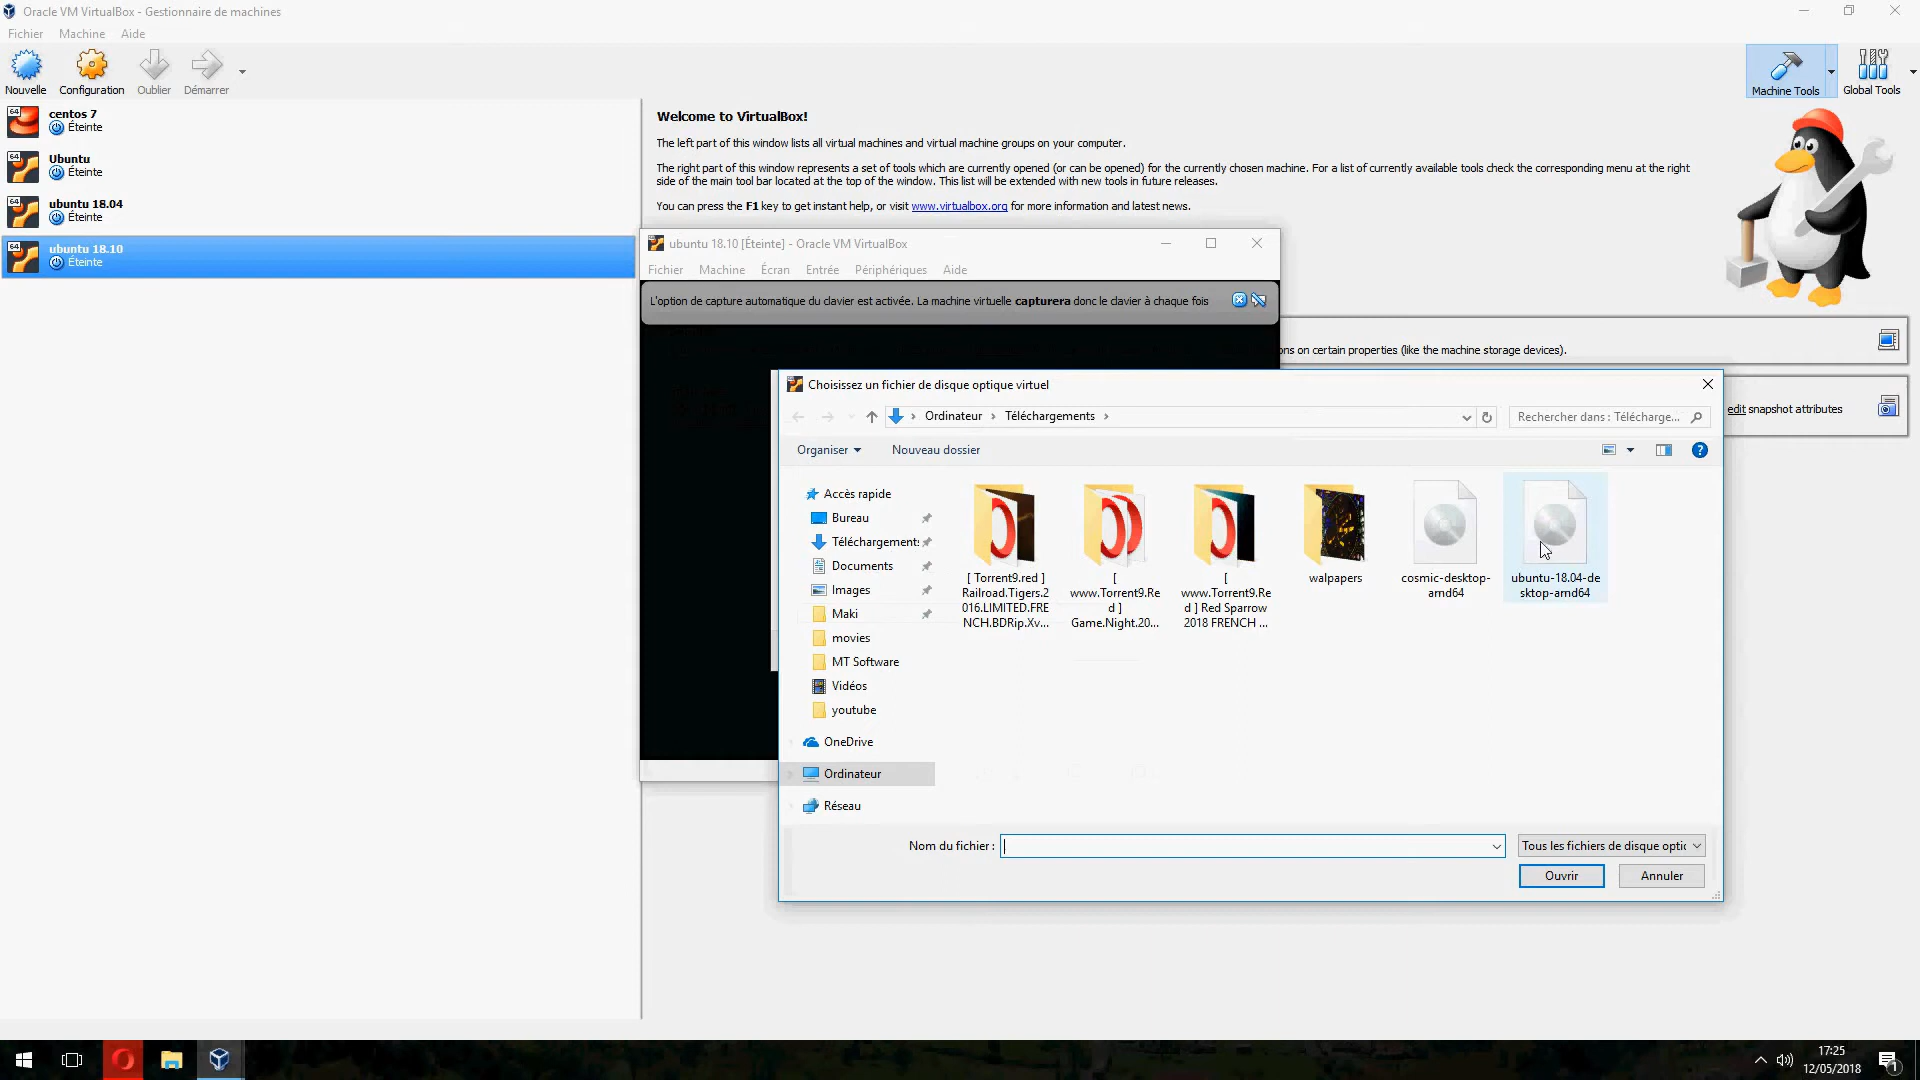 Oracle VM VirtualBox - Gestionnaire de machines
Fichier Machine Aide
Nouvelle Configuration Oublier Démarrer
Machine Tools Global Tools
64 centos 7
Éteinte
64 Ubuntu
Éteinte
64 ubuntu 18.04
Éteinte
64 ubuntu 18.10
Éteinte
Welcome to VirtualBox!
The left part of this window lists all virtual machines and virtual machine groups on your computer.
The right part of this window represents a set of tools which are currently opened (or can be opened) for the currently chosen machine. For a list of currently available tools check the corresponding menu at the right
side of the main tool bar located at the top of the window. This list will be extended with new tools in future releases.
You can press the F1 key to get instant help, or visit www.virtualbox.org for more information and latest news.
ons on certain properties (like the machine storage devices).
edit snapshot attributes
ubuntu 18.10 [Éteinte] - Oracle VM VirtualBox
Fichier Machine Écran Entrée Périphériques Aide
L'option de capture automatique du clavier est activée. La machine virtuelle capturera donc le clavier à chaque fois
Choisissez un fichier de disque optique virtuel
Ordinateur > Téléchargements >
Rechercher dans : Télécharge...
Organiser Nouveau dossier
Accès rapide
Bureau
Téléchargements
Documents
Images
Maki
movies
MT Software
Vidéos
youtube
OneDrive
Ordinateur
Réseau
[ Torrent9.red ]
Railroad.Tigers.2
016.LIMITED.FRE
NCH.BDRip.Xv...
[
www.Torrent9.Re
d ]
Game.Night.20...
[
www.Torrent9.Re
d ] Red Sparrow
2018 FRENCH ...
walpapers
cosmic-desktop-
amd64
ubuntu-18.04-de
sktop-amd64
Nom du fichier :
Tous les fichiers de disque optic
Ouvrir Annuler
17:25
12/05/2018
1